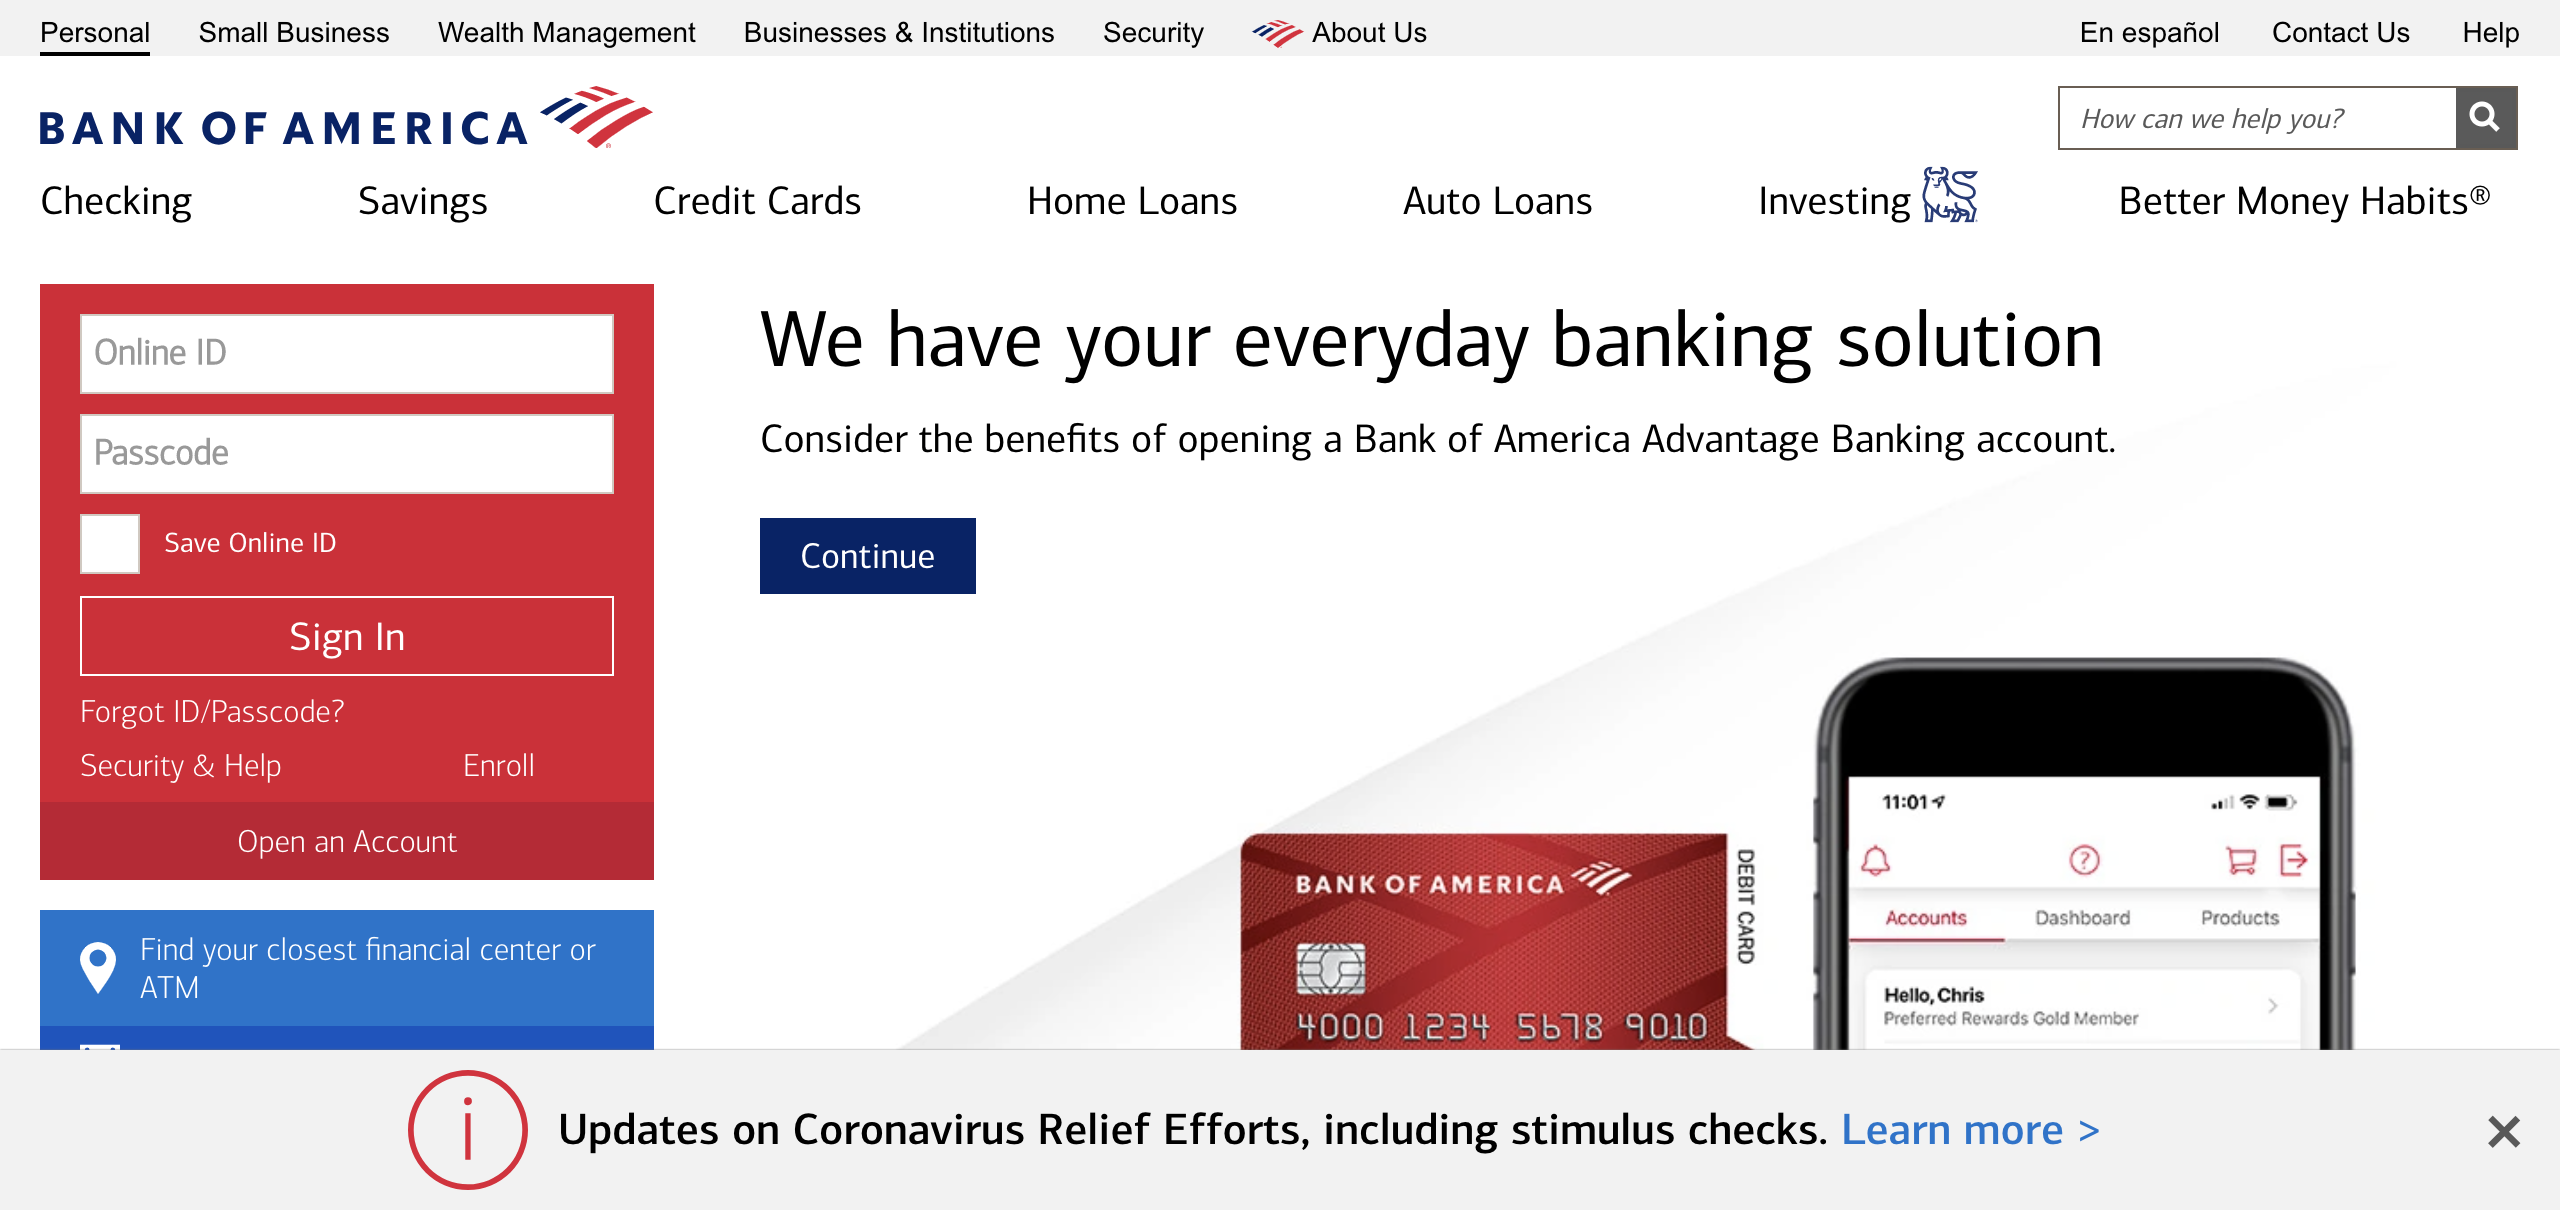 Personal Small Business Wealth Management Businesses & Institutions Security About Us En español Contact Us Help
BANK OF AMERICA
How can we help you?
Checking Savings Credit Cards Home Loans Auto Loans Investing Better Money Habits®
Online ID
Passcode
Save Online ID
Sign In
Forgot ID/Passcode?
Security & Help Enroll
Open an Account
Find your closest financial center or
ATM
We have your everyday banking solution
Consider the benefits of opening a Bank of America Advantage Banking account.
Continue
BANK OF AMERICA
DEBIT CARD
4000 1234 5678 9010
11:01
Accounts Dashboard Products
Hello, Chris
Preferred Rewards Gold Member
Updates on Coronavirus Relief Efforts, including stimulus checks. Learn more >